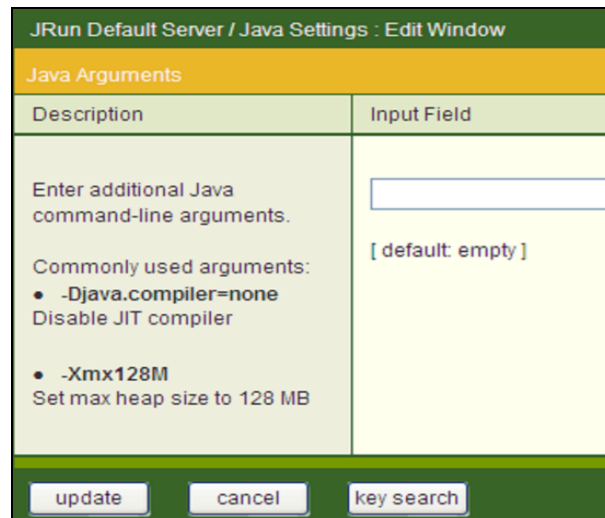 JRun Default Server / Java Settings : Edit Window
Java Arguments
Description
Input Field
Enter additional Java
command-line arguments.
[ default: empty ]
Commonly used arguments:
● -Djava.compiler=none
Disable JIT compiler
● -Xmx128M
Set max heap size to 128 MB
update
cancel
key search